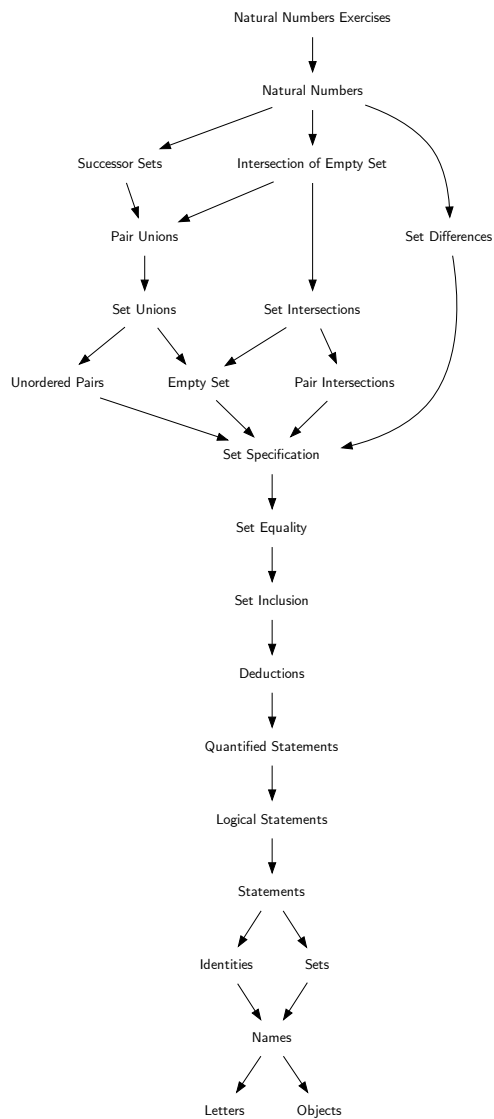 Natural Numbers Exercises
Natural Numbers
Successor Sets
Intersection of Empty Set
Pair Unions
Set Differences
Set Unions
Set Intersections
Unordered Pairs
Empty Set
Pair Intersections
Set Specification
Set Equality
Set Inclusion
Deductions
Quantified Statements
Logical Statements
Statements
Identities
Sets
Names
Letters
Objects